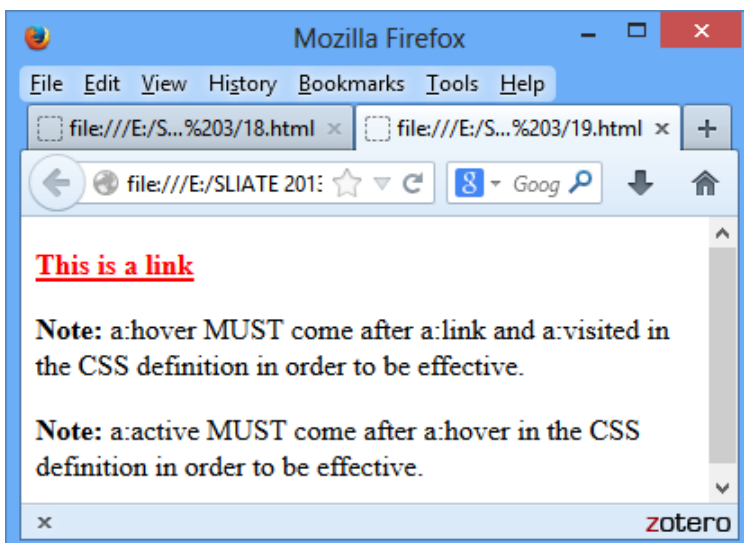 Mozilla Firefox
File Edit View History Bookmarks Tools Help
file:///E:/S...%203/18.html × file:///E:/S...%203/19.html × +
file:///E:/SLIATE 2013 8 Goog
This is a link
Note: a:hover MUST come after a:link and a:visited in
the CSS definition in order to be effective.
Note: a:active MUST come after a:hover in the CSS
definition in order to be effective.
× zotero